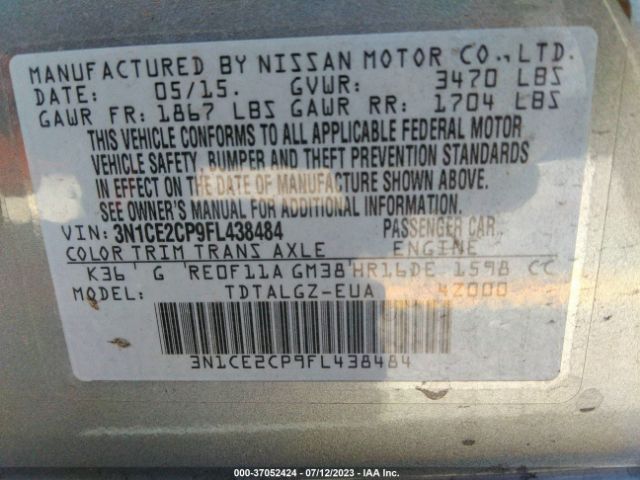 MANUFACTURED BY NISSAN MOTOR CO., LTD.
DATE: 05/15. GVWR: 3470 LBS
GAWR FR: 1867 LBS GAWR RR: 1704 LBS
THIS VEHICLE CONFORMS TO ALL APPLICABLE FEDERAL MOTOR
VEHICLE SAFETY, BUMPER AND THEFT PREVENTION STANDARDS
IN EFFECT ON THE DATE OF MANUFACTURE SHOWN ABOVE.
SEE OWNER'S MANUAL FOR ADDITIONAL INFORMATION.
VIN: 3N1CE2CP9FL438484 PASSENGER CAR
COLOR TRIM TRANS AXLE ENGINE
K36 G RE0F11A GM38 HR16DE 1598 CC
MODEL: TDTALGZ-EUA 4Z000
3N1CE2CP9FL438484
000-37052424 - 07/12/2023 - IAA Inc.